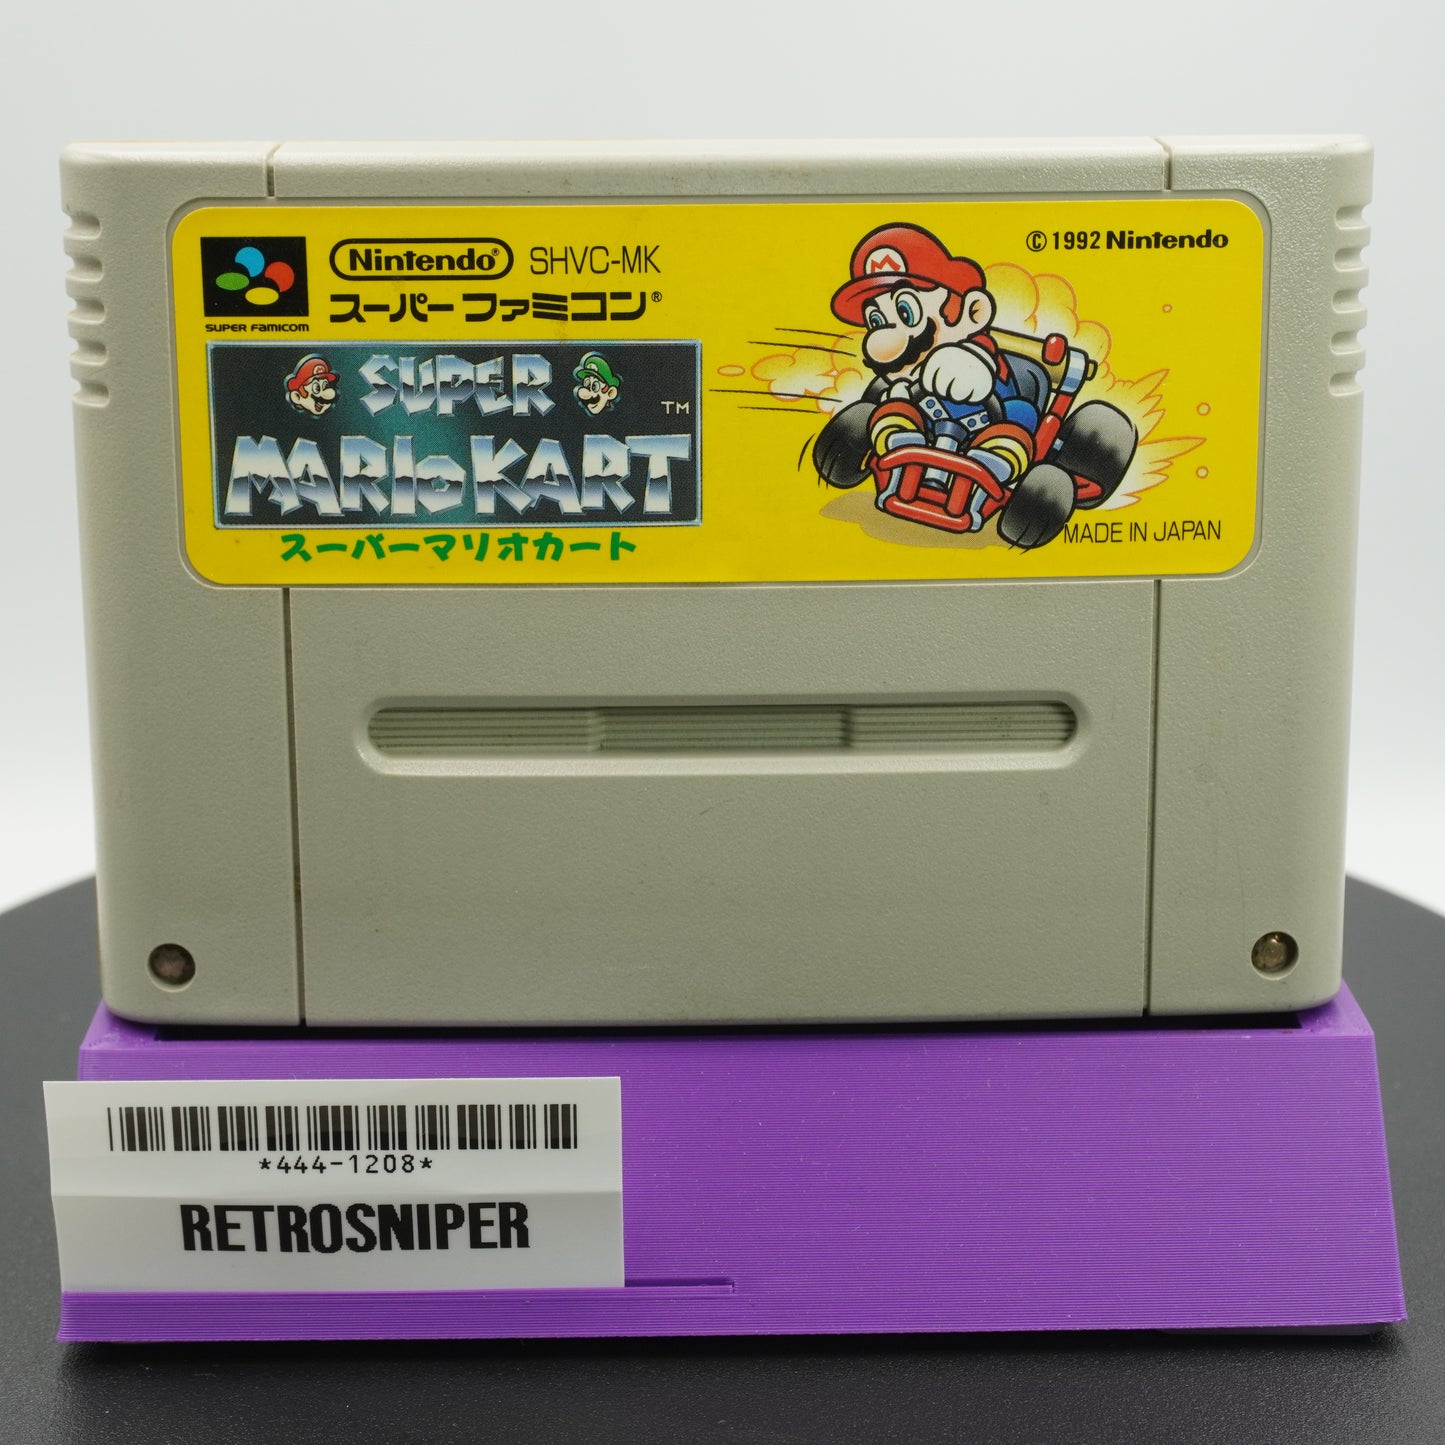 SUPER FAMICOM
Nintendo® SHVC-MK
スーパーファミコン®
© 1992 Nintendo
M
SUPER
MARIO KART TM
スーパーマリオカート
MADE IN JAPAN
*444-1208*
RETROSNIPER